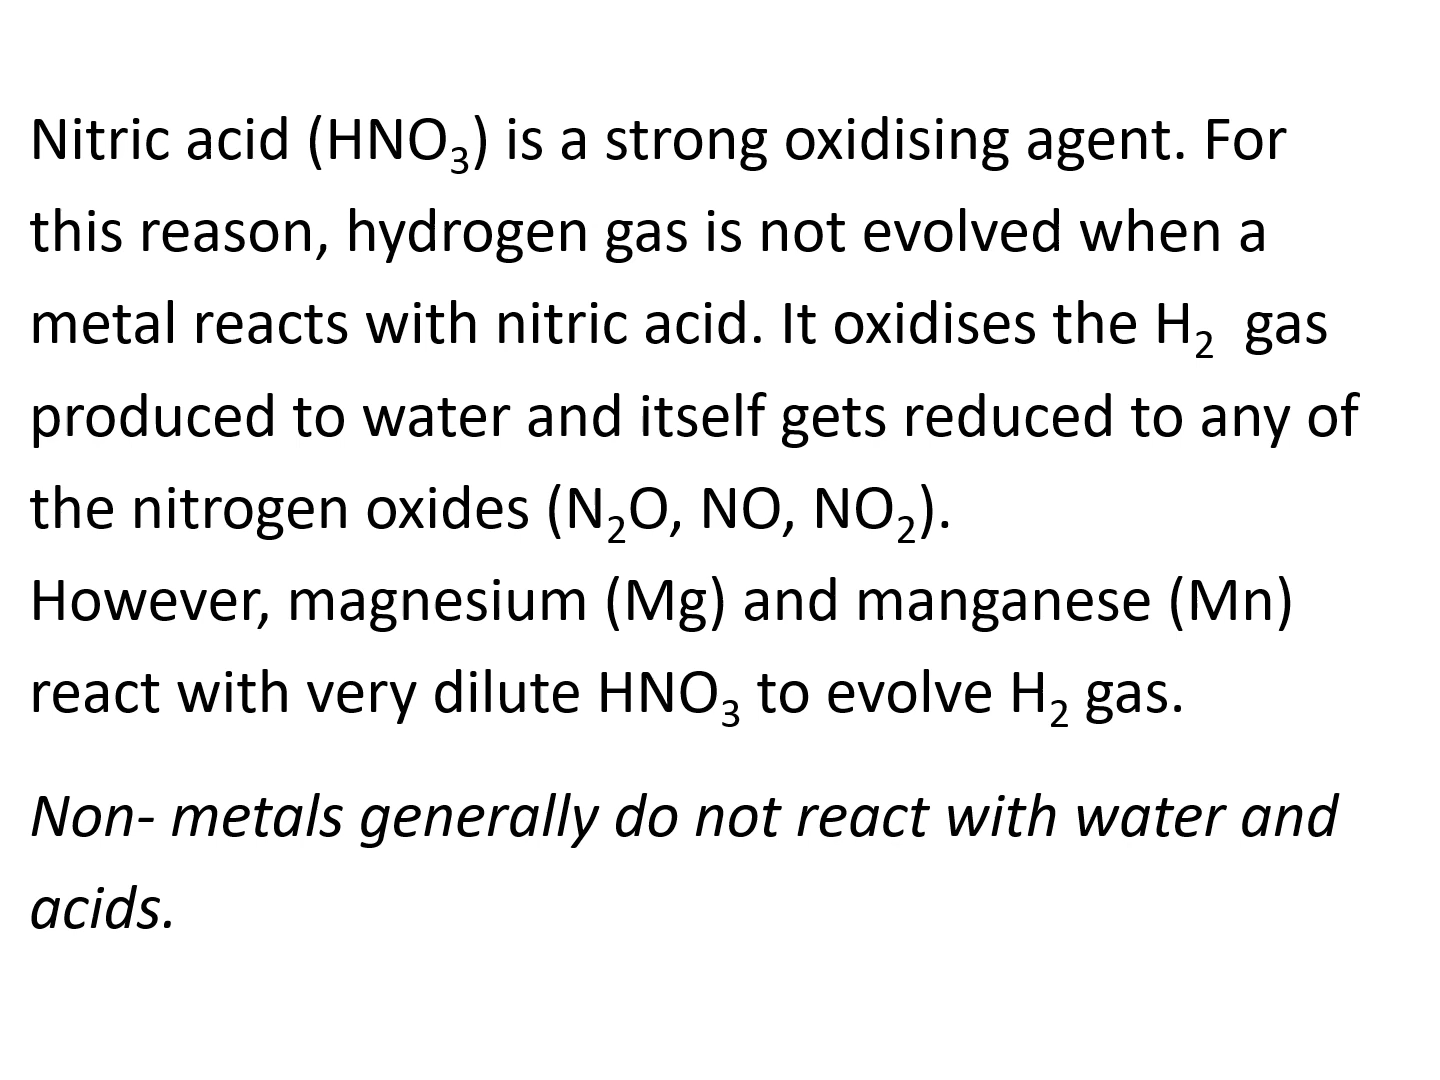 Nitric acid (HNO₃) is a strong oxidising agent. For
this reason, hydrogen gas is not evolved when a
metal reacts with nitric acid. It oxidises the H₂  gas
produced to water and itself gets reduced to any of
the nitrogen oxides (N₂O, NO, NO₂).
However, magnesium (Mg) and manganese (Mn)
react with very dilute HNO₃ to evolve H₂ gas.
Non- metals generally do not react with water and
acids.